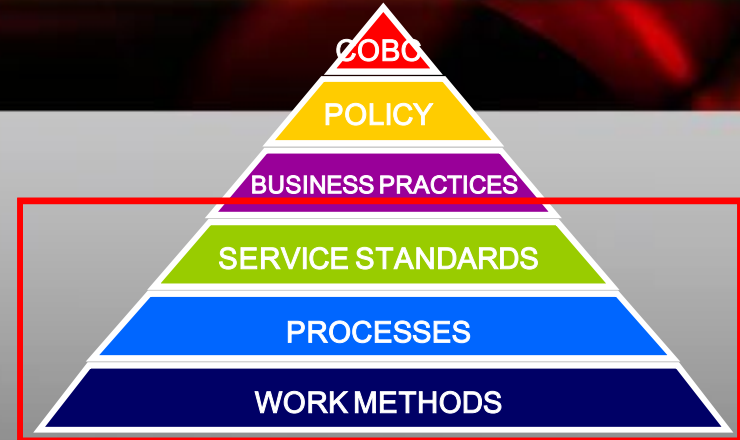 COBC
POLICY
BUSINESS PRACTICES
SERVICE STANDARDS
PROCESSES
WORK METHODS